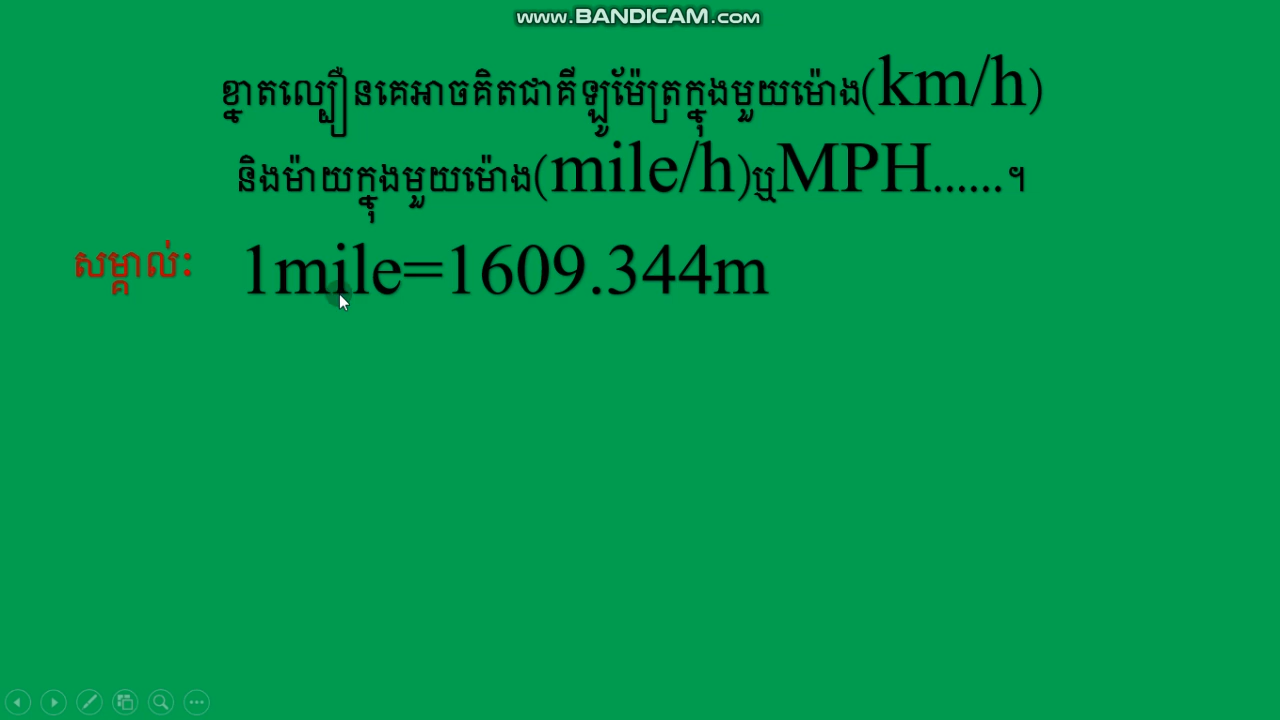 www.BANDICAM.com
ខ្នាតល្បឿនគេអាចគិតជាគីឡូម៉ែត្រក្នុងមួយម៉ោង(km/h)
និងម៉ាយក្នុងមួយម៉ោង(mile/h)ឬMPH......។
សម្គាល់ៈ 1mile=1609.344m